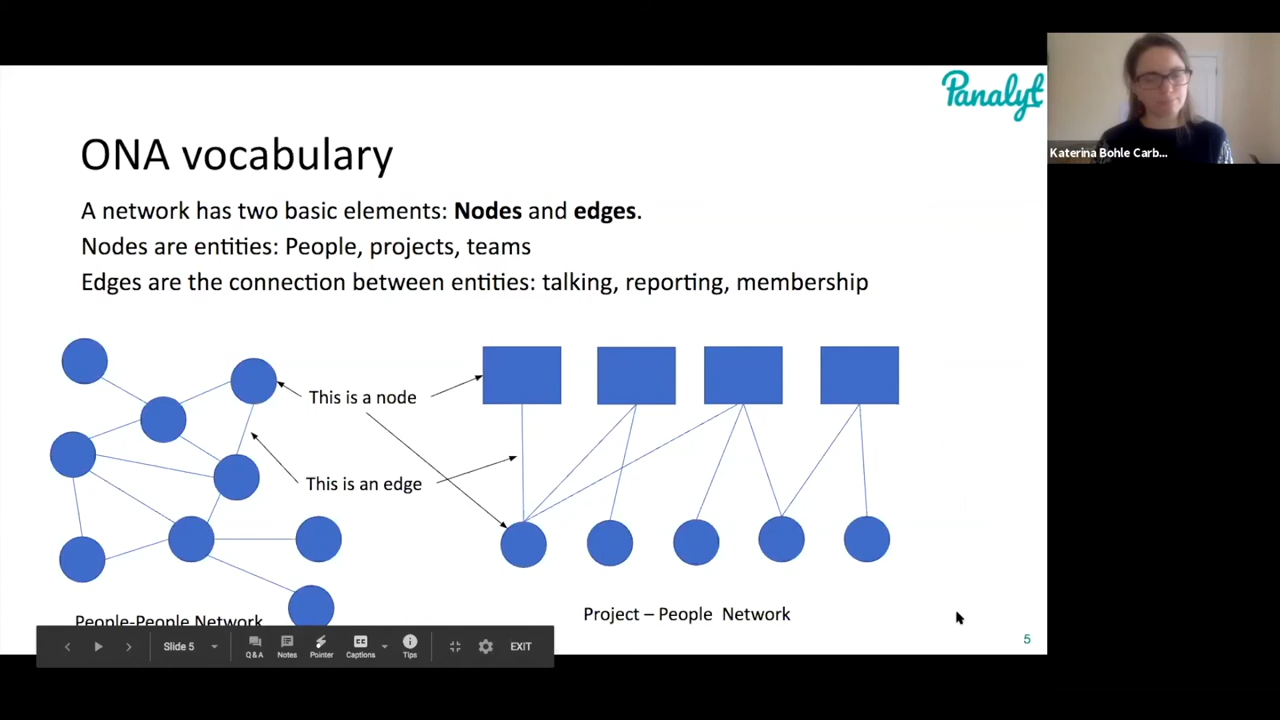 Panalyt
Katerina Bohle Carb...
ONA vocabulary
A network has two basic elements: Nodes and edges.
Nodes are entities: People, projects, teams
Edges are the connection between entities: talking, reporting, membership
This is a node
This is an edge
People-People Network
Project – People Network
5
Slide 5
Q & A
Notes
Pointer
CC
Captions
Tips
EXIT